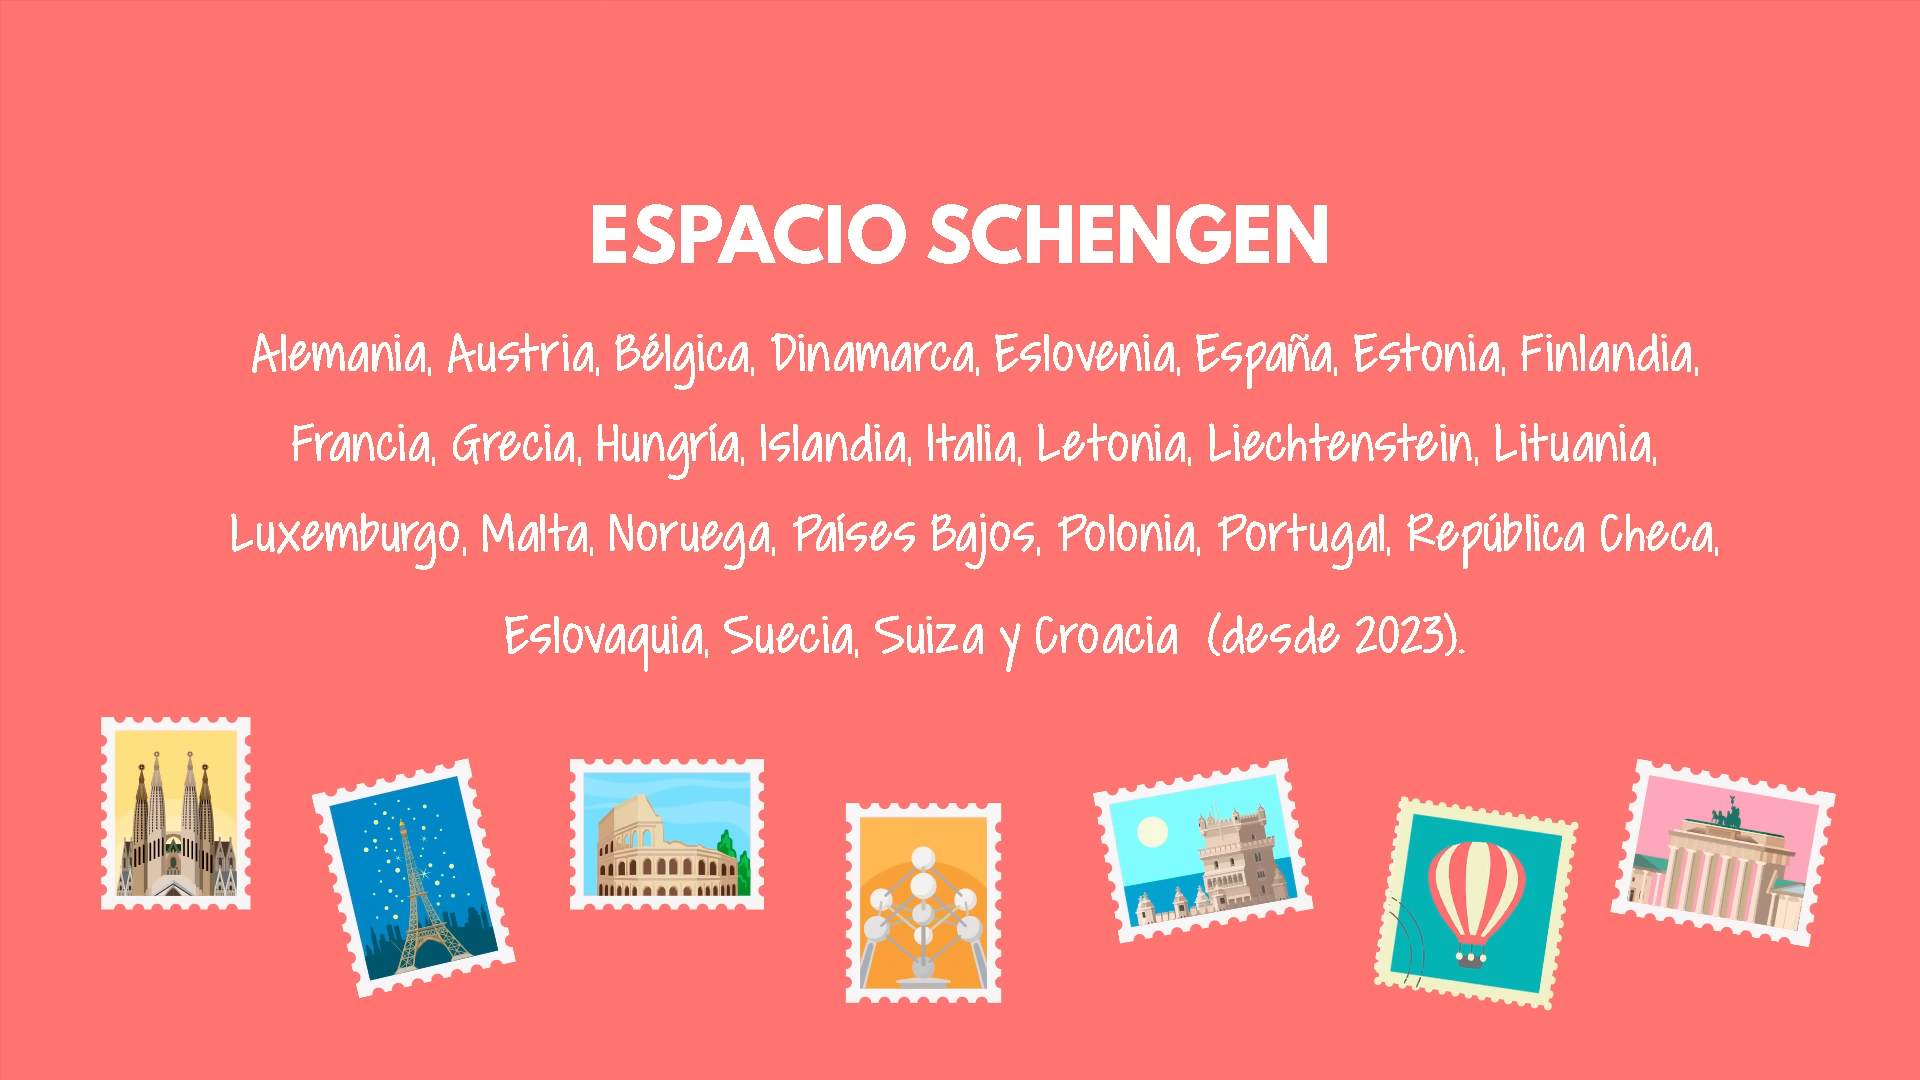 ESPACIO SCHENGEN
Alemania, Austria, Bélgica, Dinamarca, Eslovenia, España, Estonia, Finlandia,
Francia, Grecia, Hungría, Islandia, Italia, Letonia, Liechtenstein, Lituania,
Luxemburgo, Malta, Noruega, Países Bajos, Polonia, Portugal, República Checa,
Eslovaquia, Suecia, Suiza y Croacia (desde 2023).